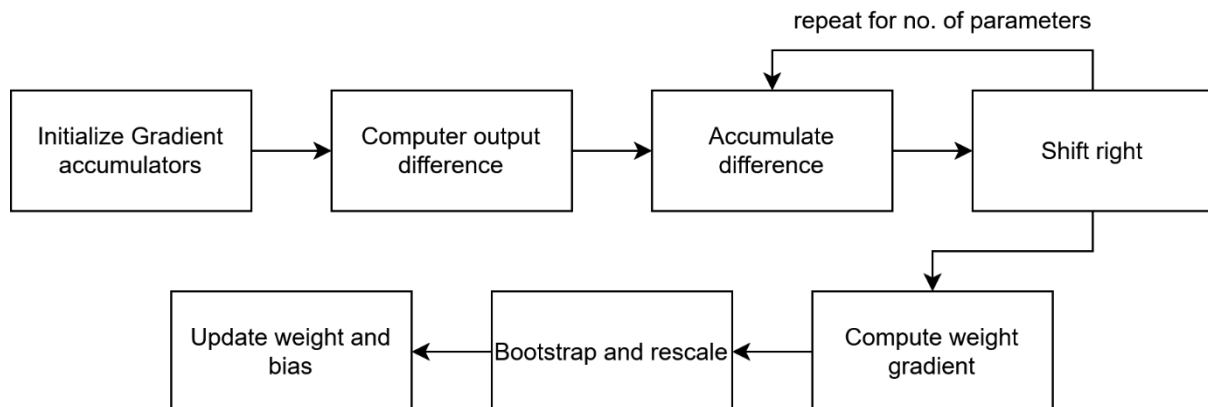 repeat for no. of parameters
Initialize Gradient
accumulators
Computer output
difference
Accumulate
difference
Shift right
Compute weight
gradient
Bootstrap and rescale
Update weight and
bias